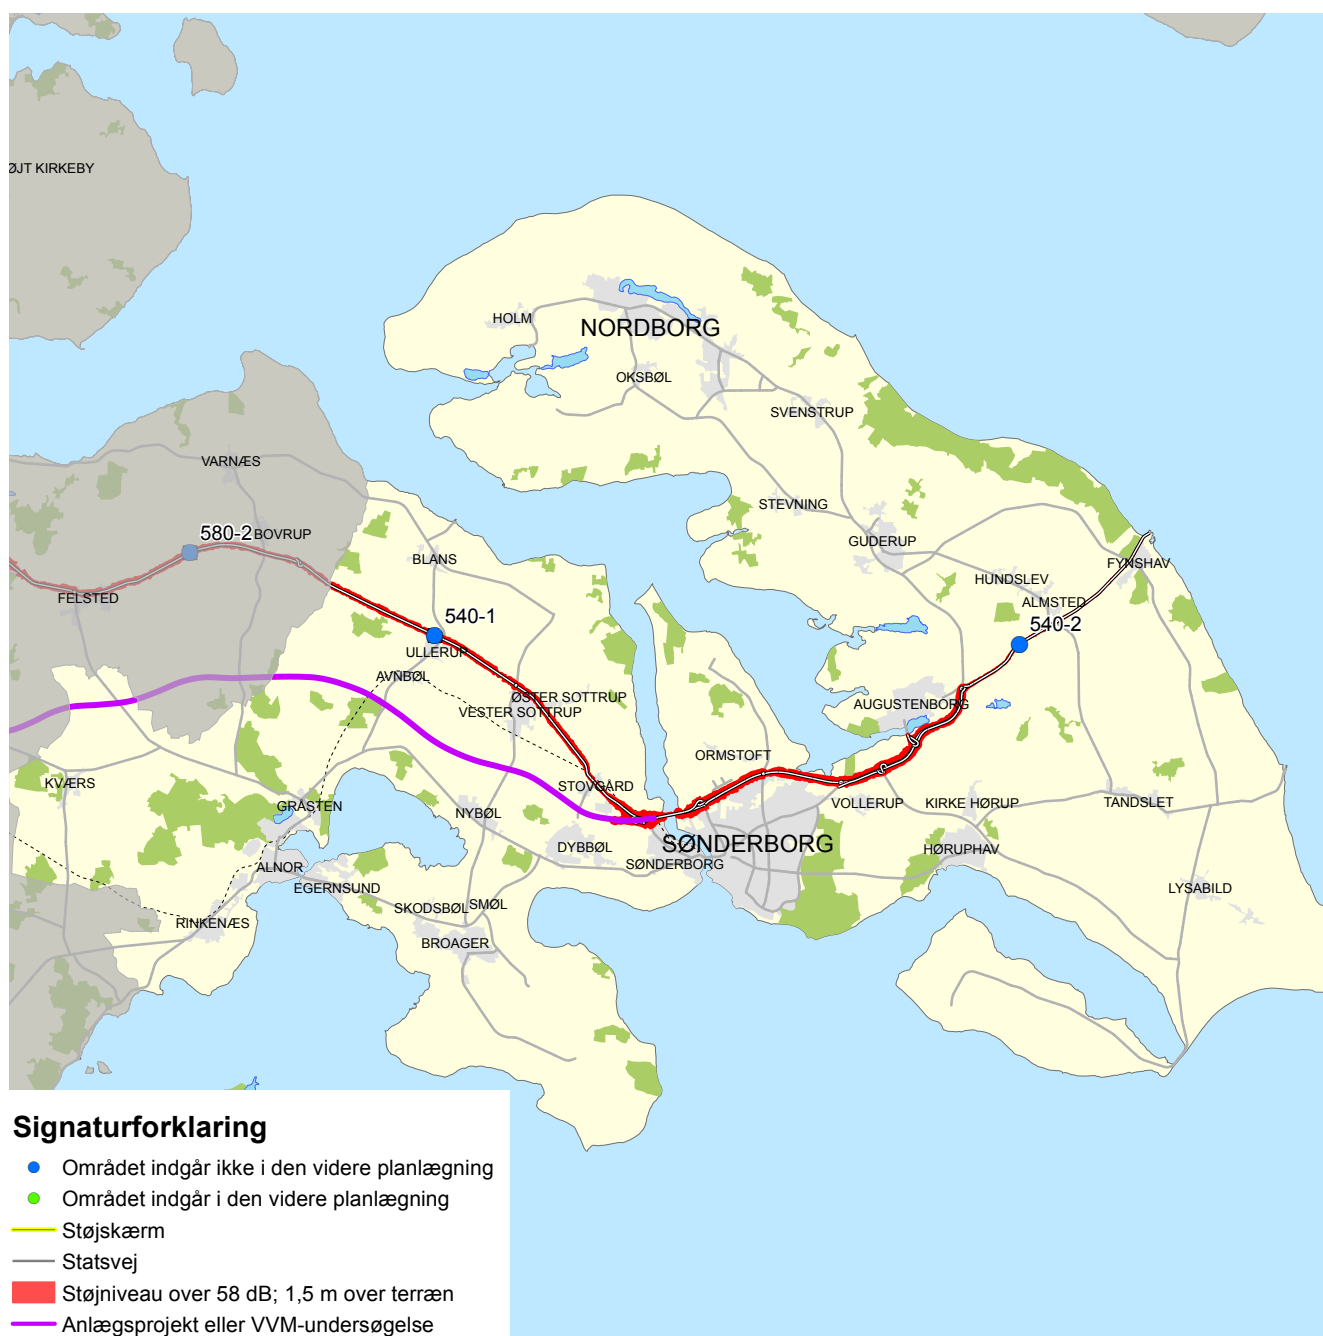 ØJT KIRKEBY
HOLM
NORDBORG
OKSBØL
SVENSTRUP
VARNÆS
STEVNING
580-2
BOVRUP
GUDERUP
BLANS
FYNSHAV
HUNDSLEV
FELSTED
ALMSTED
540-1
540-2
ULLERUP
AVNBØL
ØSTER SOTTRUP
VESTER SOTTRUP
AUGUSTENBORG
ORMSTOFT
KVÆRS
STOVGÅRD
GRÅSTEN
VOLLERUP
KIRKE HØRUP
TANDSLET
NYBØL
DYBBØL
SØNDERBORG
SØNDERBORG
HØRUPHAV
ALNOR
EGERNSUND
LYSABILD
SKODSBØL
SMØL
RINKENÆS
BROAGER
Signaturforklaring
Området indgår ikke i den videre planlægning
Området indgår i den videre planlægning
Støjskærm
Statsvej
Støjniveau over 58 dB; 1,5 m over terræn
Anlægsprojekt eller VVM-undersøgelse